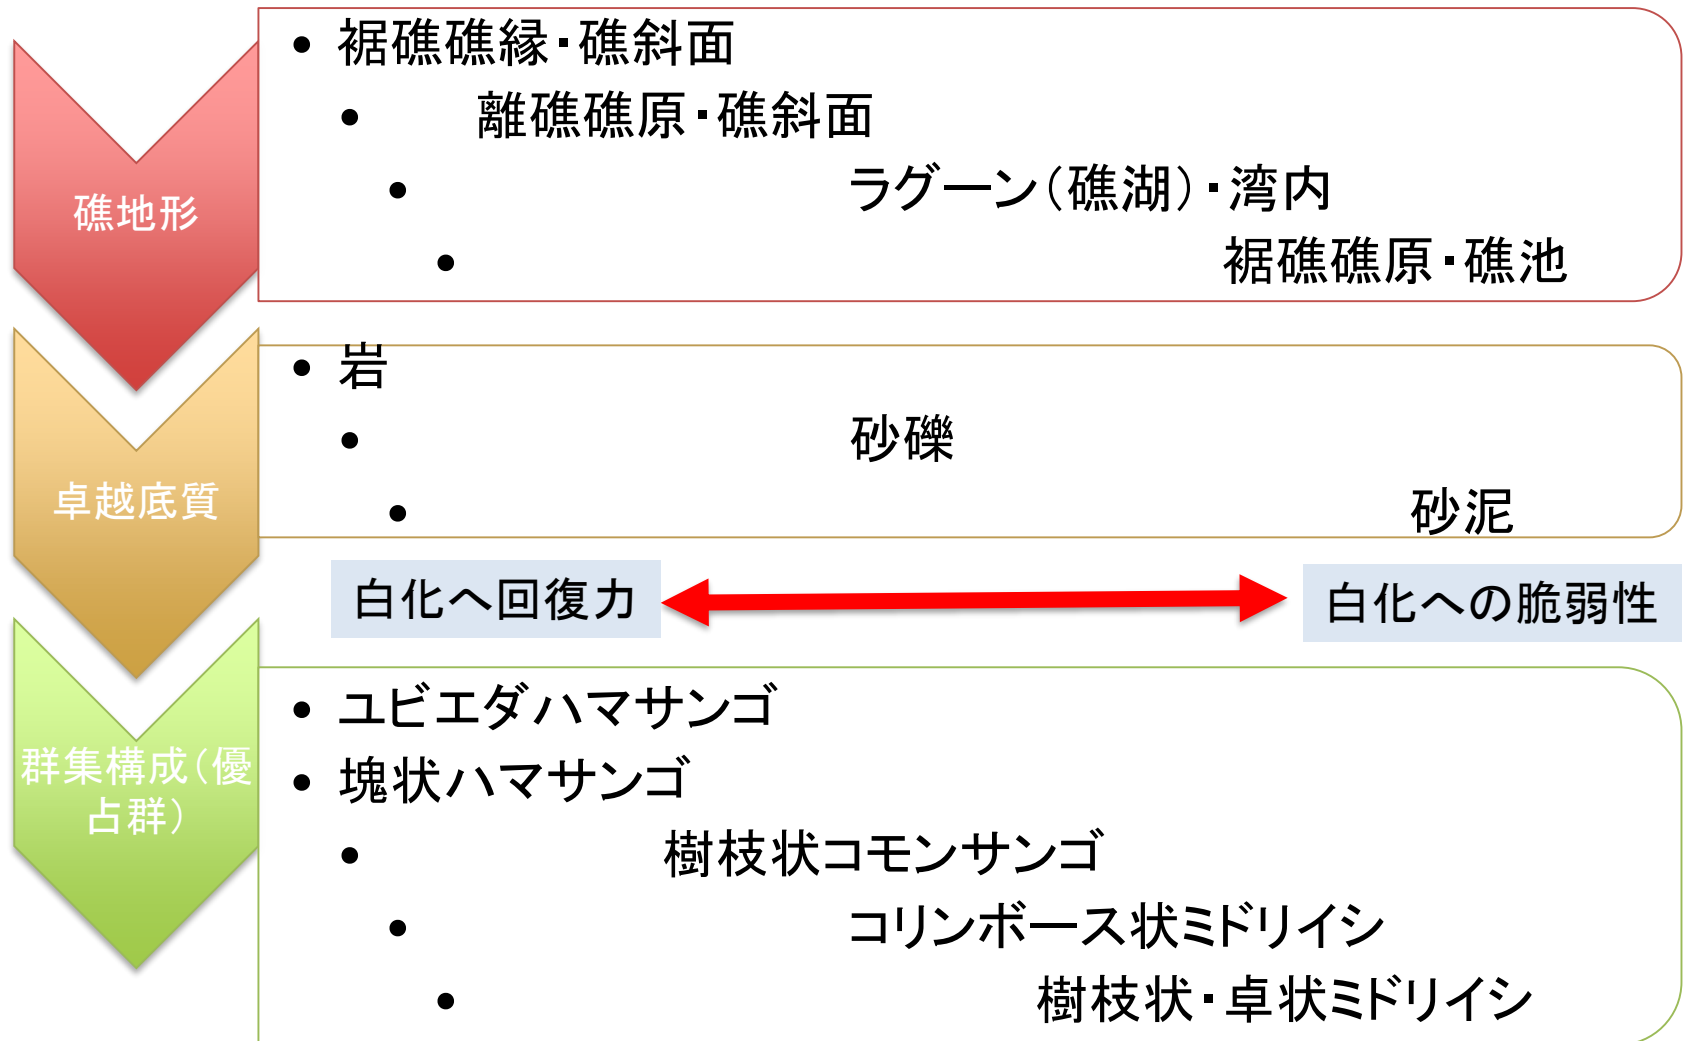 礁地形
• 裾礁礁縁・礁斜面
• 離礁礁原・礁斜面
• ラグーン（礁湖）・湾内
• 裾礁礁原・礁池
卓越底質
• 岩
• 砂礫
• 砂泥
白化へ回復力
白化への脆弱性
群集構成（優
占群）
• ユビエダハマサンゴ
• 塊状ハマサンゴ
• 樹枝状コモンサンゴ
• コリンボース状ミドリイシ
• 樹枝状・卓状ミドリイシ